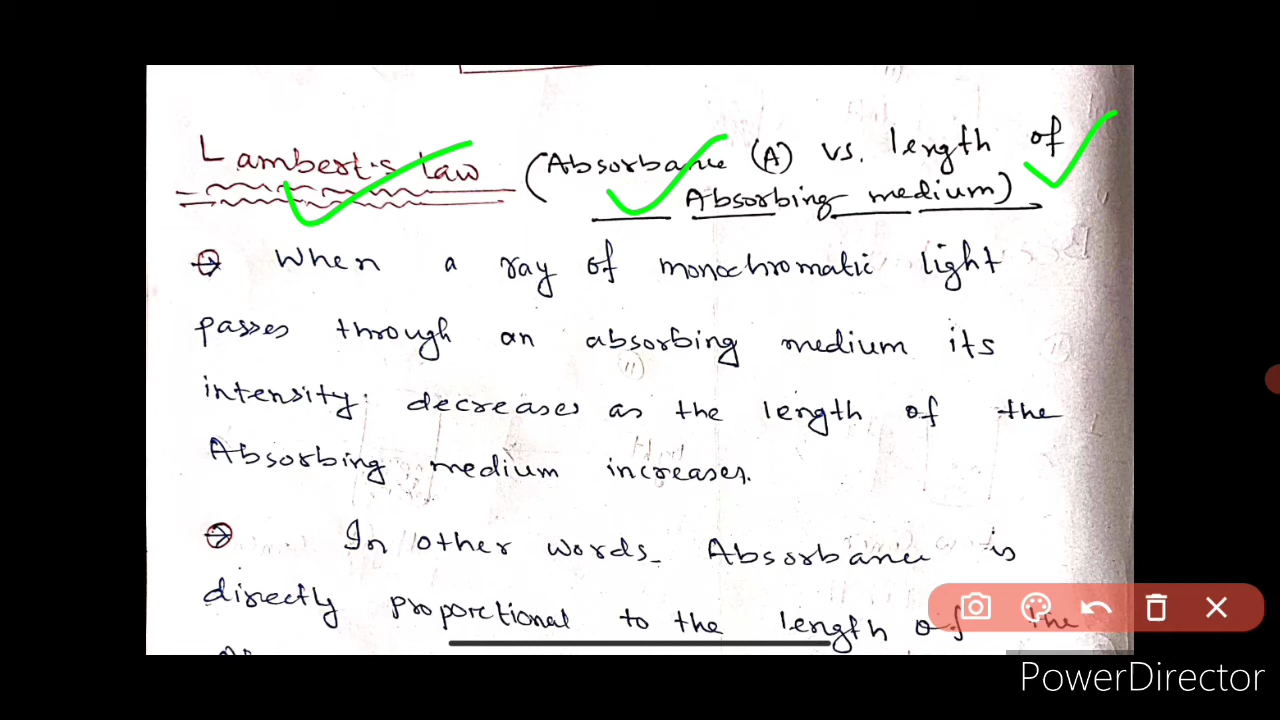 Lambert's law (Absorbance (A) vs. length of
Absorbing medium)
When a ray of monochromatic light
passes through an absorbing medium its
intensity. decreases as the length of the
Absorbing medium increases.
In other words. Absorbance is
directly proportional to the length of the
PowerDirector